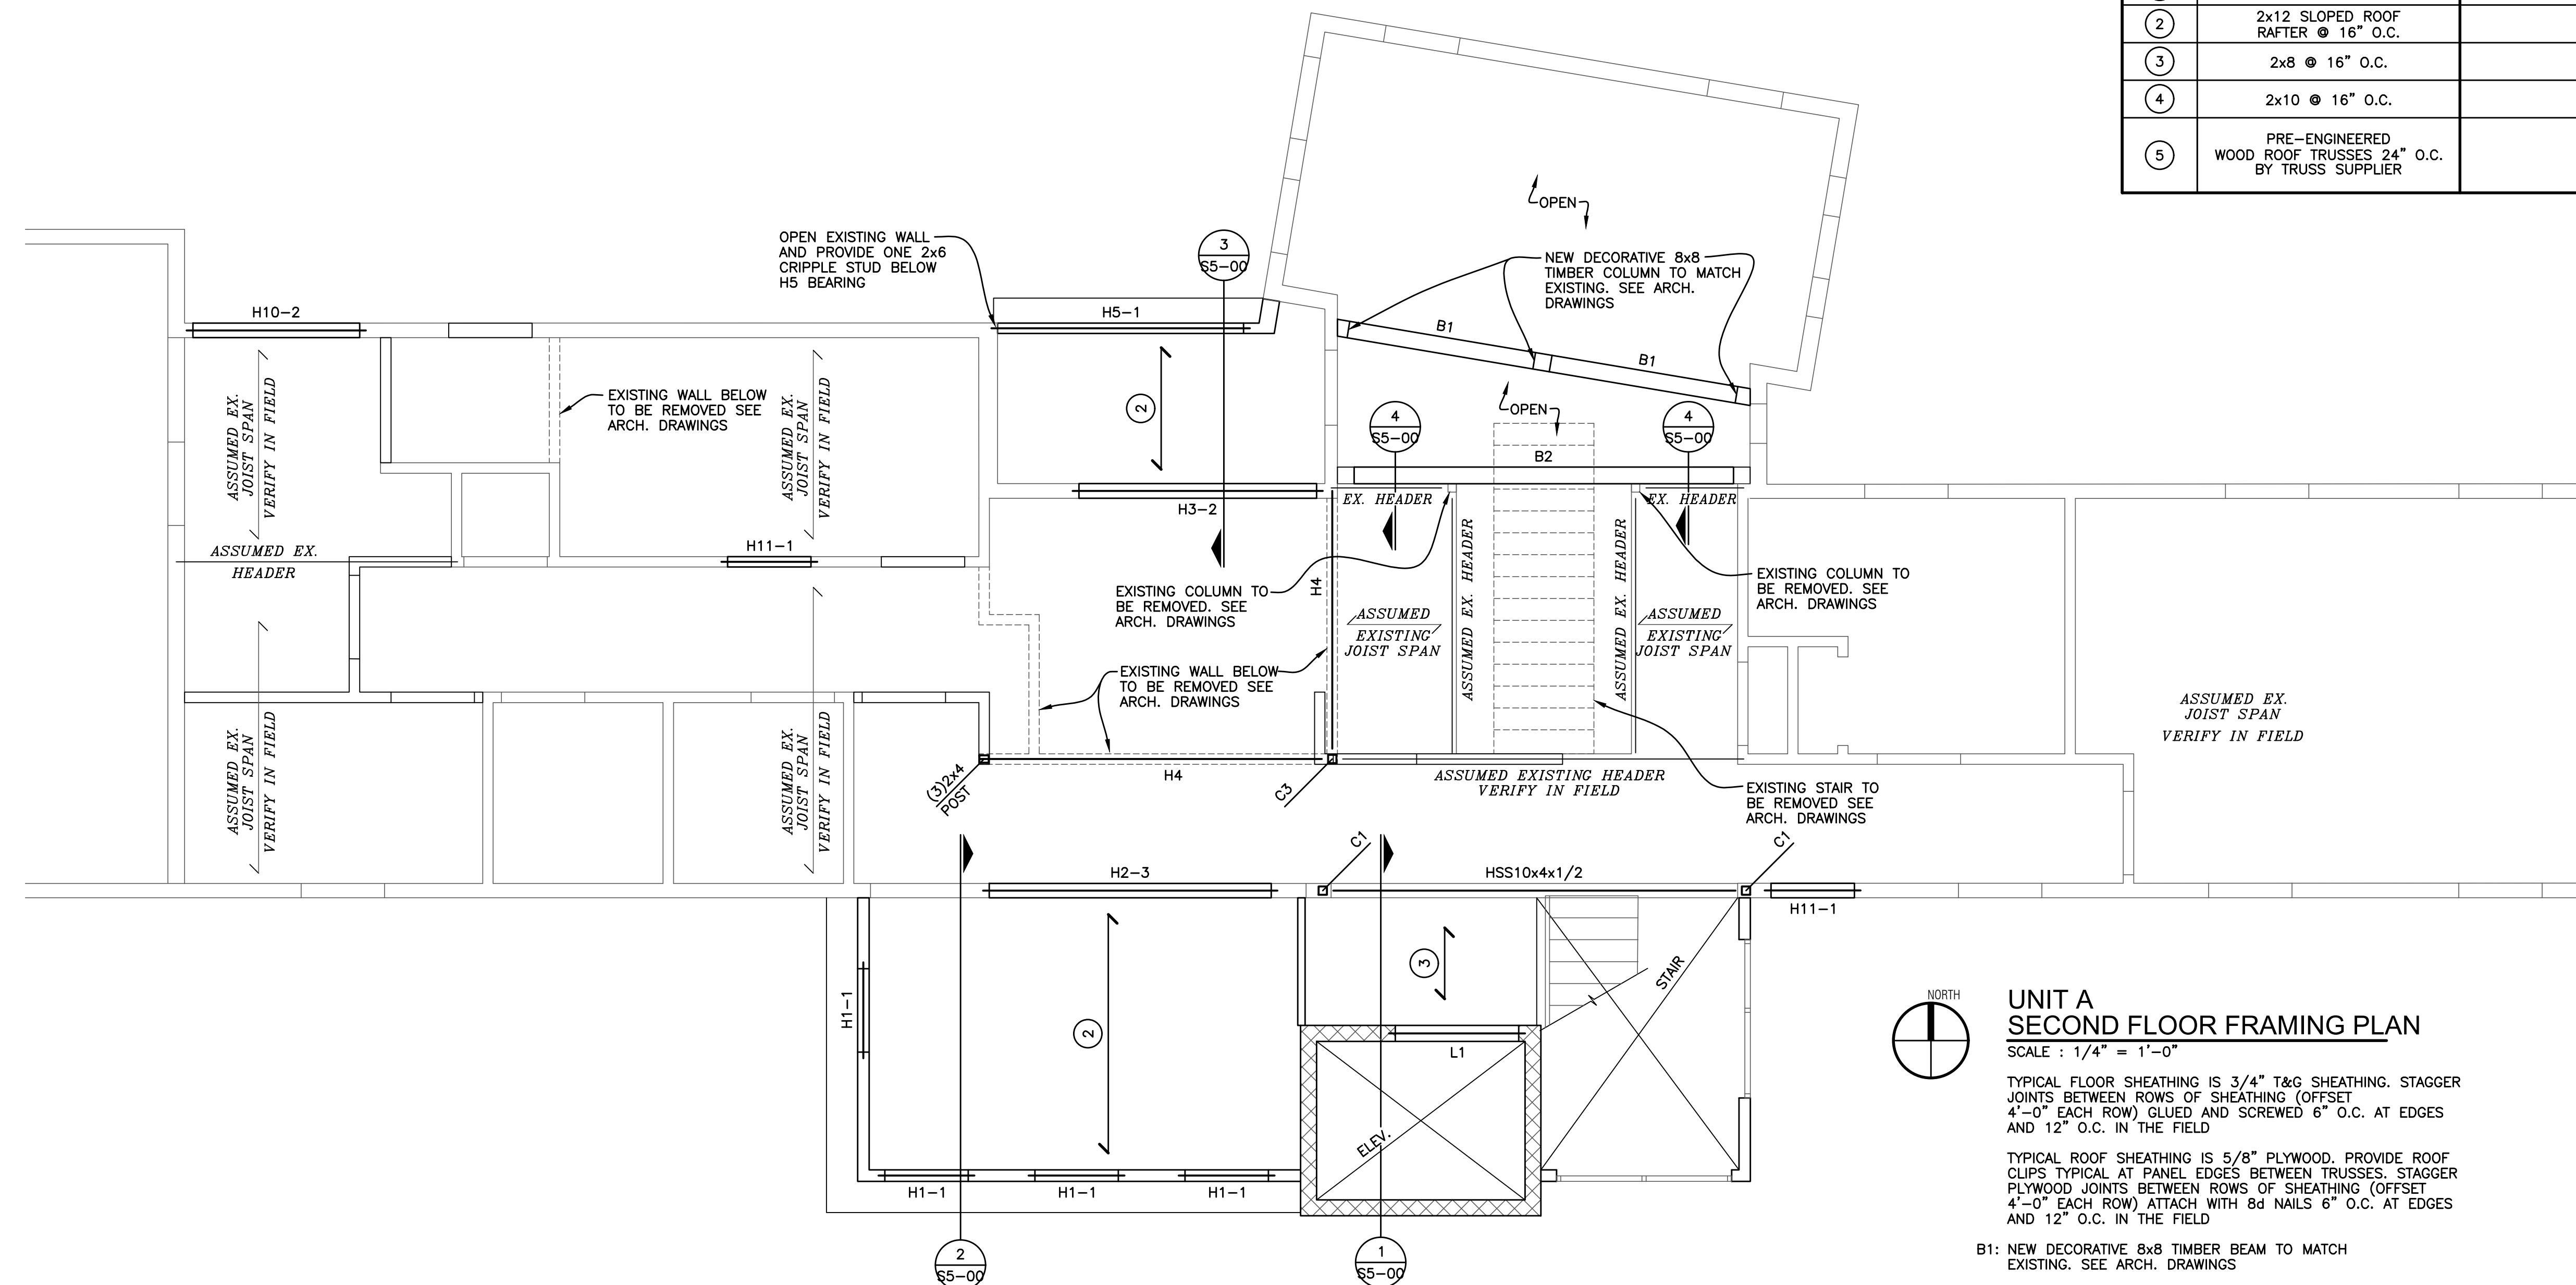 2
2x12 SLOPED ROOF
RAFTER @ 16" O.C.
3
2x8 @ 16" O.C.
4
2x10 @ 16" O.C.
5
PRE-ENGINEERED
WOOD ROOF TRUSSES 24" O.C.
BY TRUSS SUPPLIER
OPEN
OPEN EXISTING WALL
AND PROVIDE ONE 2x6
CRIPPLE STUD BELOW
H5 BEARING
3
S5-00
NEW DECORATIVE 8x8
TIMBER COLUMN TO MATCH
EXISTING. SEE ARCH.
DRAWINGS
H10-2
H5-1
B1
B1
ASSUMED EX.
JOIST SPAN
VERIFY IN FIELD
EXISTING WALL BELOW
TO BE REMOVED SEE
ARCH. DRAWINGS
ASSUMED EX.
JOIST SPAN
VERIFY IN FIELD
2
OPEN
4
S5-00
4
S5-00
B2
H3-2
EX. HEADER
EX. HEADER
H11-1
ASSUMED EX.
HEADER
EXISTING COLUMN TO
BE REMOVED. SEE
ARCH. DRAWINGS
H4
ASSUMED
EXISTING
JOIST SPAN
ASSUMED EX. HEADER
ASSUMED EX. HEADER
ASSUMED
EXISTING
JOIST SPAN
EXISTING COLUMN TO
BE REMOVED. SEE
ARCH. DRAWINGS
EXISTING WALL BELOW
TO BE REMOVED SEE
ARCH. DRAWINGS
ASSUMED EX.
JOIST SPAN
VERIFY IN FIELD
ASSUMED EX.
JOIST SPAN
VERIFY IN FIELD
ASSUMED EX.
JOIST SPAN
VERIFY IN FIELD
(3)2x4
POST
H4
C3
ASSUMED EXISTING HEADER
VERIFY IN FIELD
EXISTING STAIR TO
BE REMOVED SEE
ARCH. DRAWINGS
C1
C1
H2-3
HSS10x4x1/2
H11-1
H1-1
2
3
STAIR
L1
ELEV.
H1-1
H1-1
H1-1
2
S5-00
1
S5-00
NORTH
UNIT A
SECOND FLOOR FRAMING PLAN
SCALE : 1/4" = 1'-0"
TYPICAL FLOOR SHEATHING IS 3/4" T&G SHEATHING. STAGGER
JOINTS BETWEEN ROWS OF SHEATHING (OFFSET
4'-0" EACH ROW) GLUED AND SCREWED 6" O.C. AT EDGES
AND 12" O.C. IN THE FIELD
TYPICAL ROOF SHEATHING IS 5/8" PLYWOOD. PROVIDE ROOF
CLIPS TYPICAL AT PANEL EDGES BETWEEN TRUSSES. STAGGER
PLYWOOD JOINTS BETWEEN ROWS OF SHEATHING (OFFSET
4'-0" EACH ROW) ATTACH WITH 8d NAILS 6" O.C. AT EDGES
AND 12" O.C. IN THE FIELD
B1: NEW DECORATIVE 8x8 TIMBER BEAM TO MATCH
EXISTING. SEE ARCH. DRAWINGS